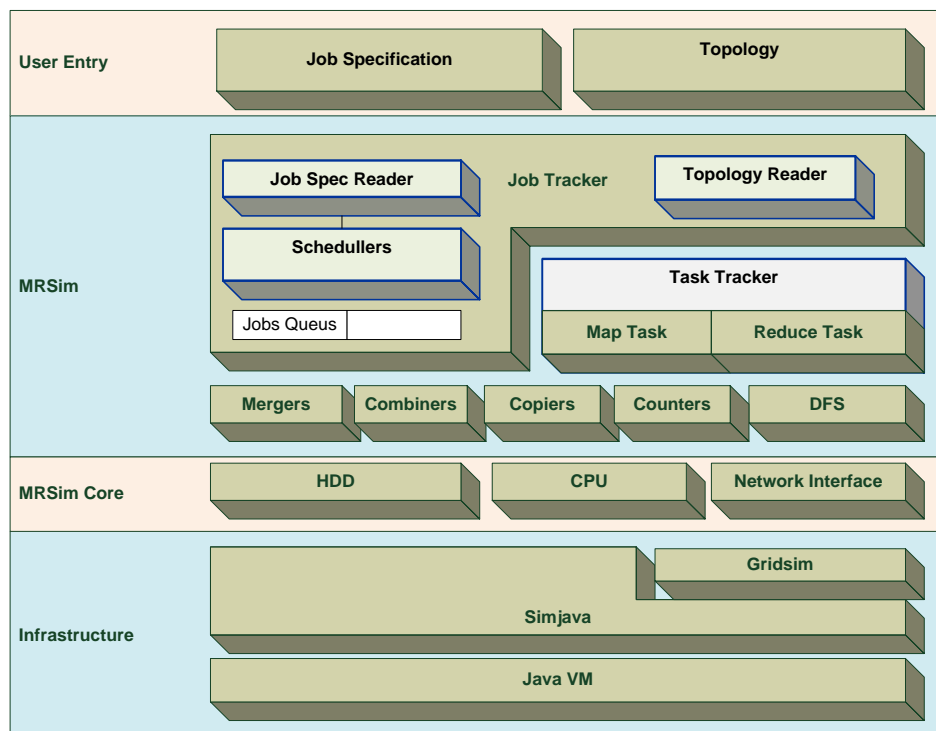 User Entry
Job Specification
Topology
MRSim
Job Spec Reader
Job Tracker
Topology Reader
Schedullers
Jobs Queus
Task Tracker
Map Task
Reduce Task
Mergers
Combiners
Copiers
Counters
DFS
MRSim Core
HDD
CPU
Network Interface
Infrastructure
Gridsim
Simjava
Java VM